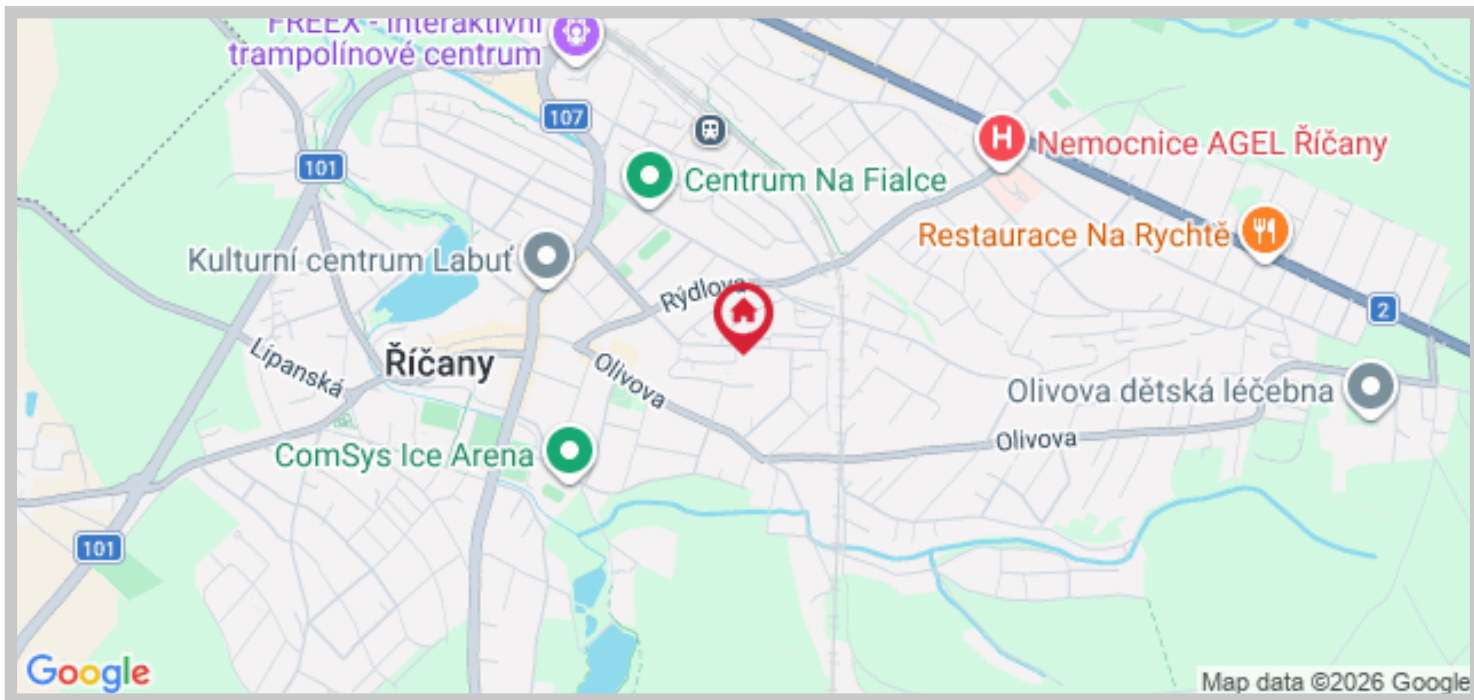 FREEX - Interaktivní
trampolínové centrum
107
101
H
Nemocnice AGEL Říčany
Centrum Na Fialce
Restaurace Na Rychtě
Kulturní centrum Labuť
Rýdlova
2
Říčany
Lipanská
Olivova
Olivova dětská léčebna
Olivova
ComSys Ice Arena
101
Google
Map data ©2026 Google